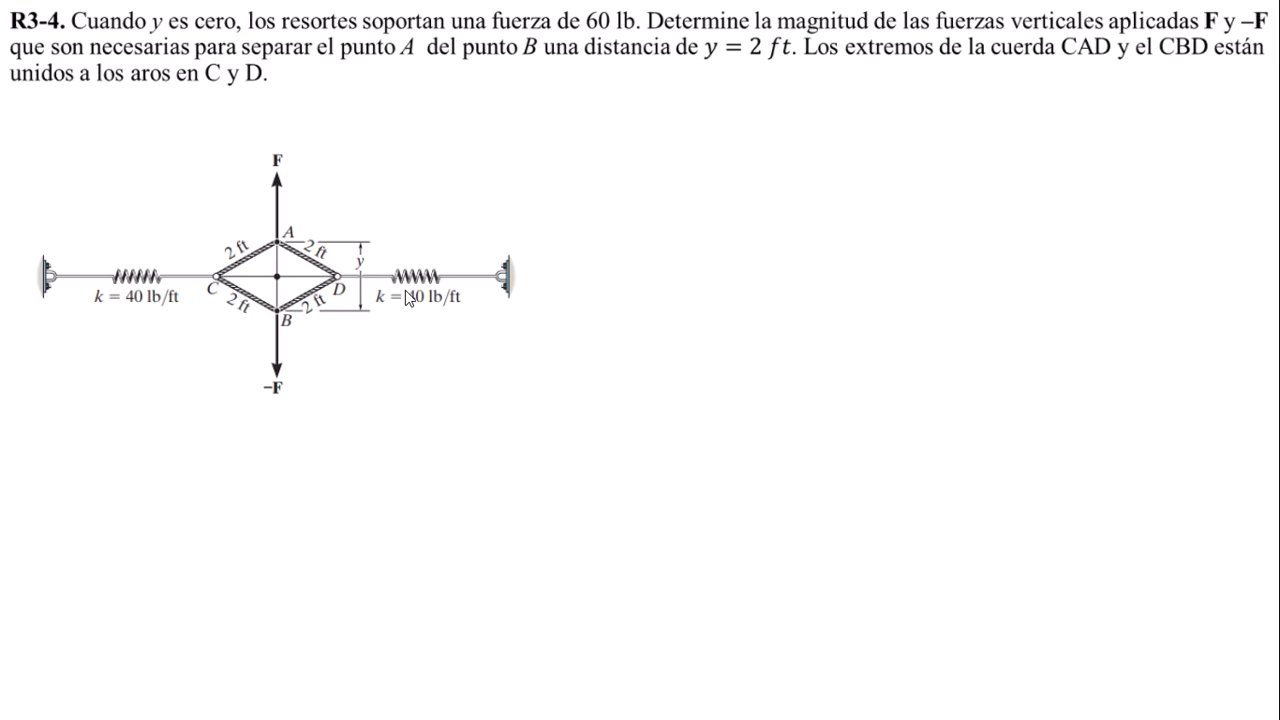 R3-4. Cuando y es cero, los resortes soportan una fuerza de 60 lb. Determine la magnitud de las fuerzas verticales aplicadas F y –F
que son necesarias para separar el punto A del punto B una distancia de y = 2 ft. Los extremos de la cuerda CAD y el CBD están
unidos a los aros en C y D.
F
A
2 ft
2 ft
y
C
D
k = 40 lb/ft
2 ft
2 ft
k = 0 lb/ft
B
–F